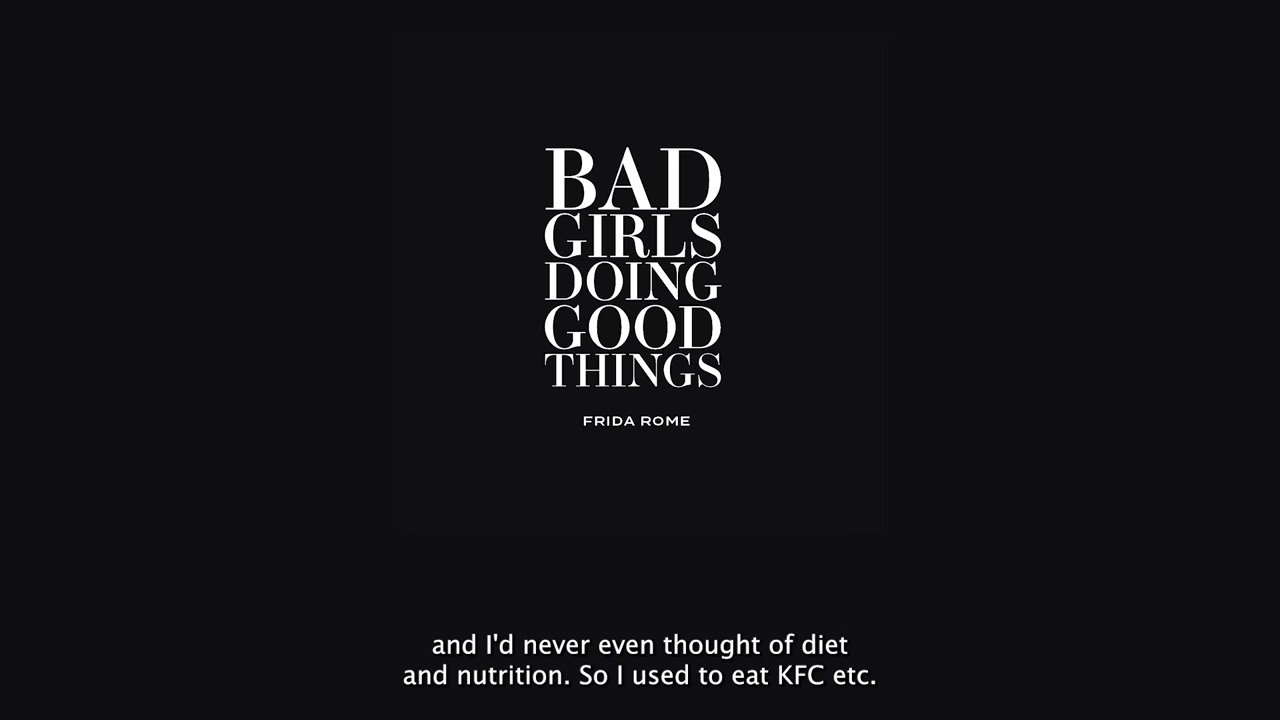 BAD
GIRLS
DOING
GOOD
THINGS
FRIDA ROME
and I'd never even thought of diet
and nutrition. So I used to eat KFC etc.